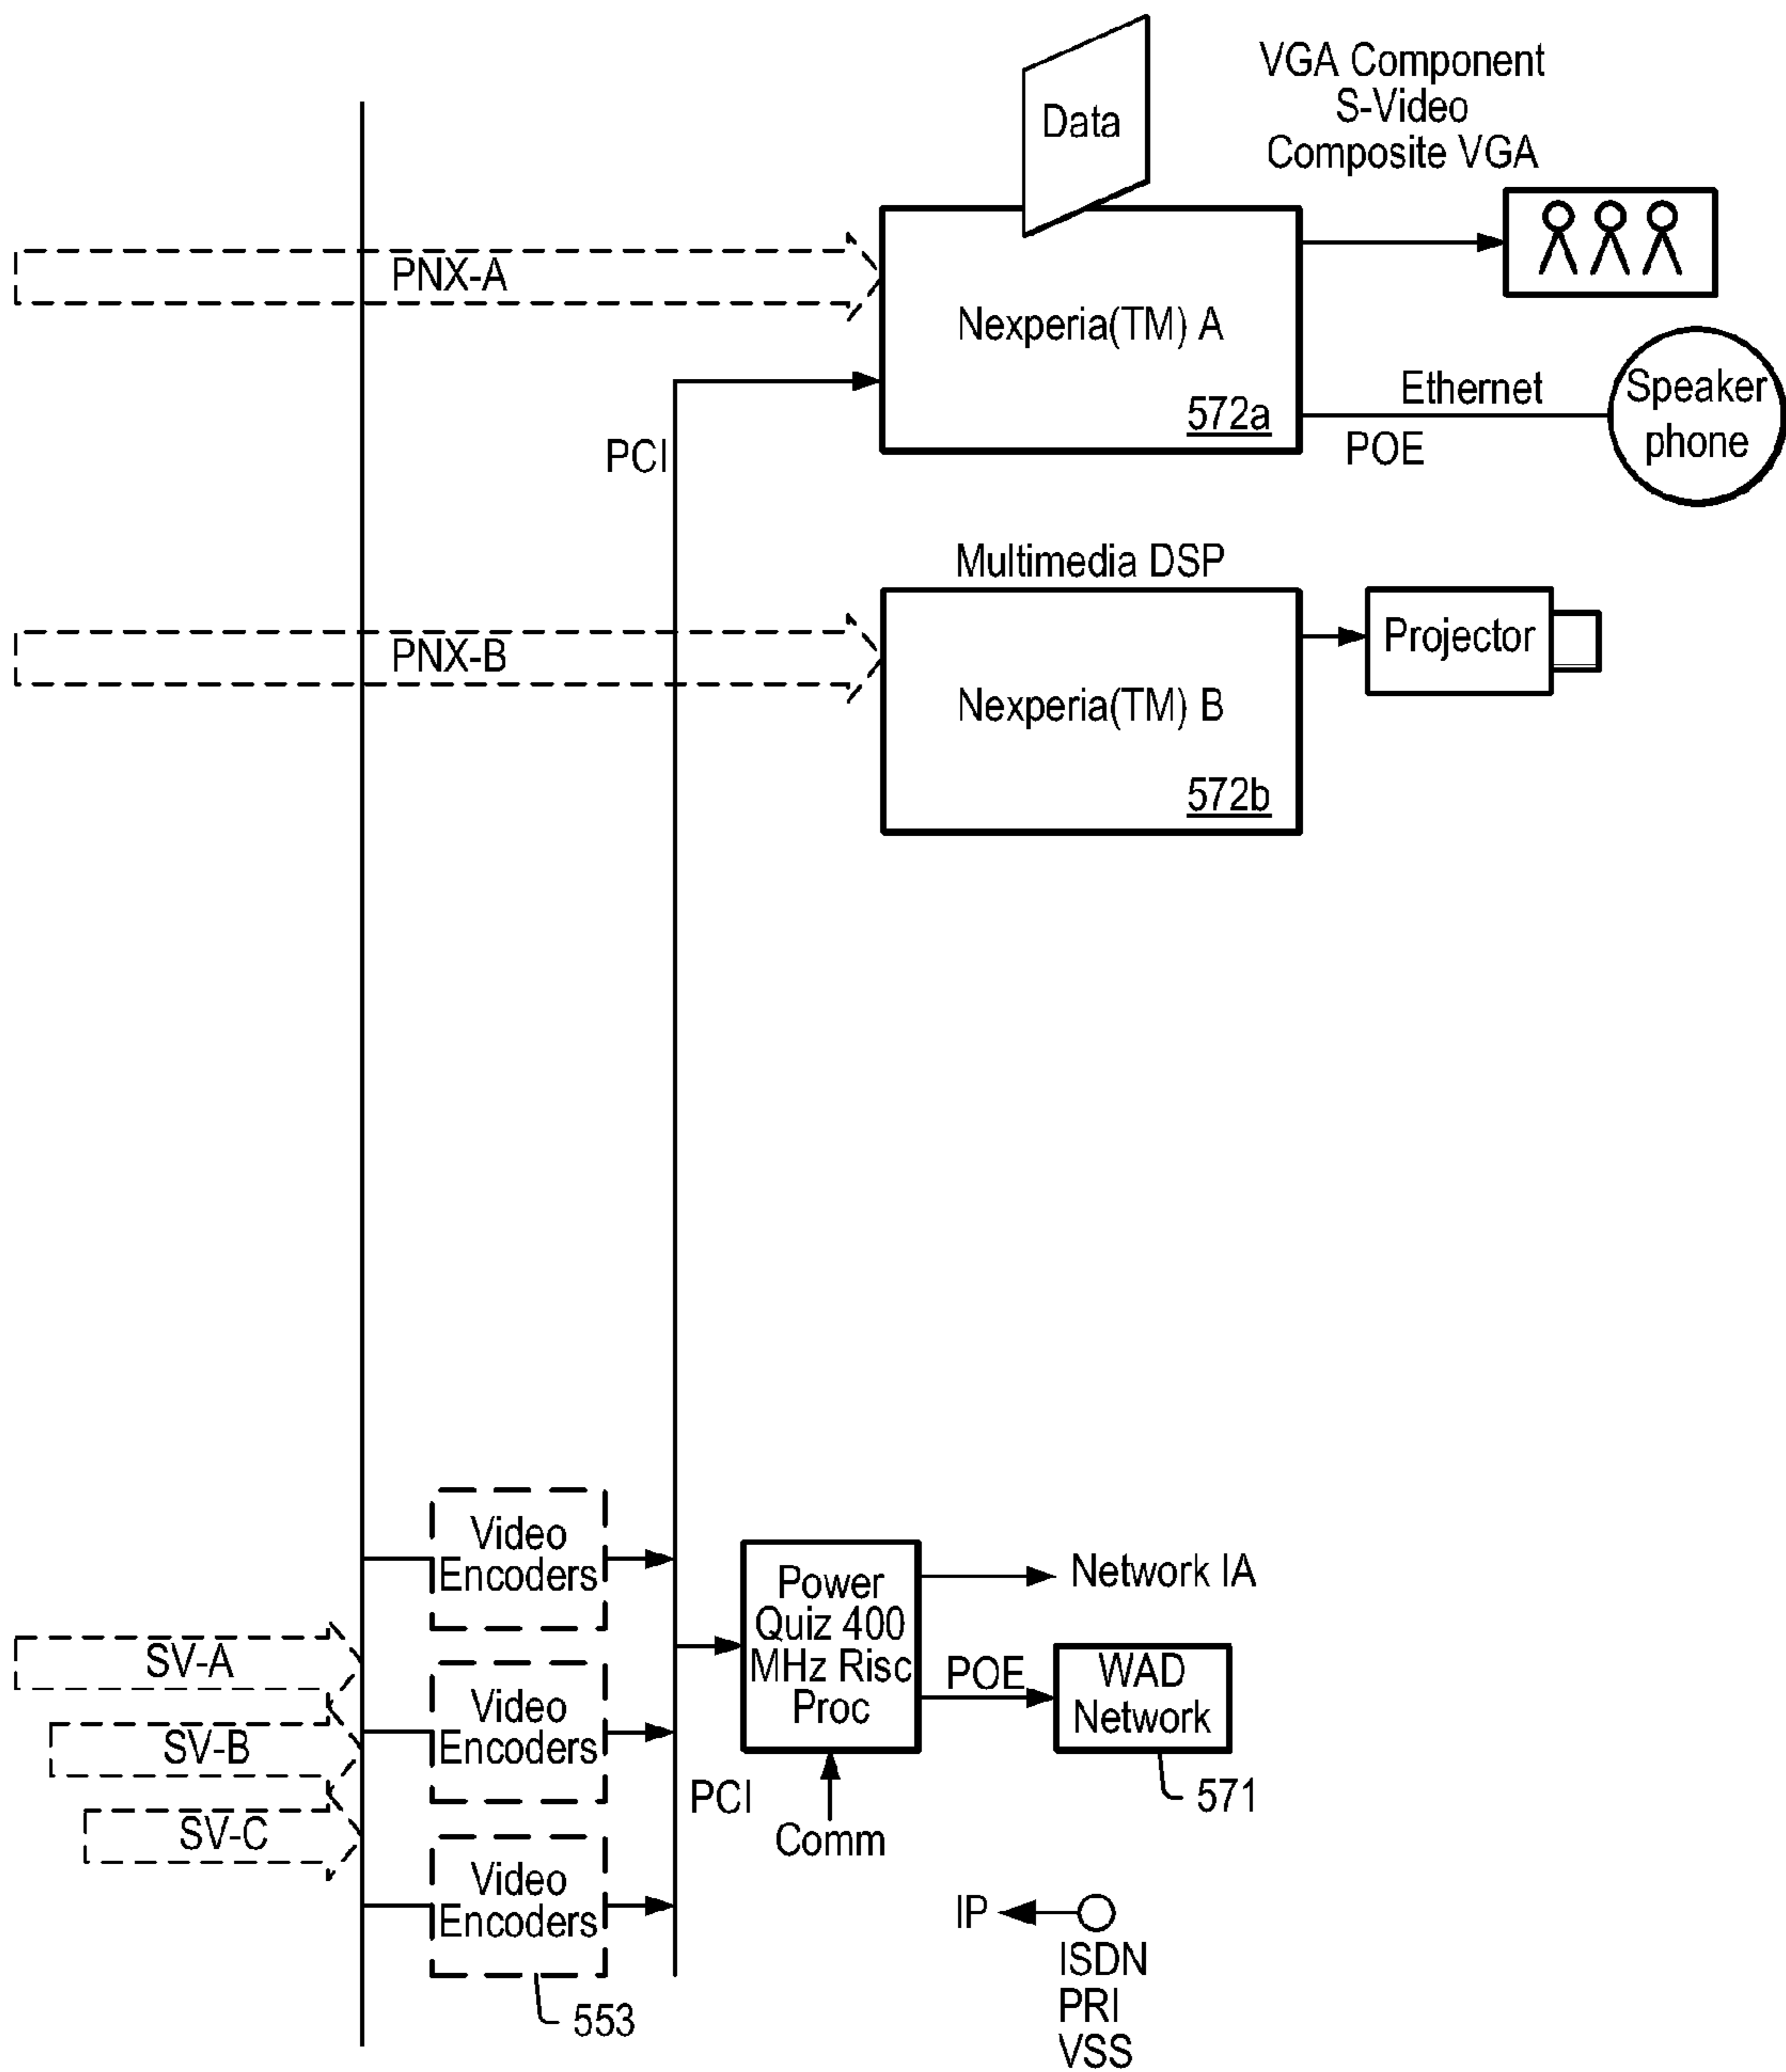 VGA Component
S-Video
Composite VGA
Data
PNX-A
Nexperia(TM) A
572a
Ethernet
POE
Speaker
phone
PCI
Multimedia DSP
PNX-B
Nexperia(TM) B
572b
Projector
Video
Encoders
Video
Encoders
Video
Encoders
553
SV-A
SV-B
SV-C
PCI
Power
Quiz 400
MHz Risc
Proc
Comm
Network IA
POE
WAD
Network
571
IP
ISDN
PRI
VSS